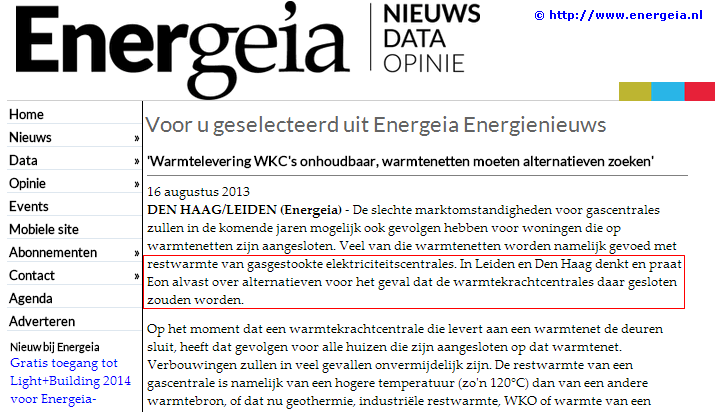 Energeia
NIEUWS
DATA
OPINIE
© http://www.energeia.nl
Home
Nieuws »
Data »
Opinie »
Events
Mobiele site
Abonnementen »
Contact »
Agenda
Adverteren
Nieuw bij Energeia
Gratis toegang tot
Light+Building 2014
voor Energeia-
Voor u geselecteerd uit Energeia Energienieuws
'Warmtelevering WKC's onhoudbaar, warmtenetten moeten alternatieven zoeken'
16 augustus 2013
DEN HAAG/LEIDEN (Energeia) - De slechte marktomstandigheden voor gascentrales
zullen in de komende jaren mogelijk ook gevolgen hebben voor woningen die op
warmtenetten zijn aangesloten. Veel van die warmtenetten worden namelijk gevoed met
restwarmte van gasgestookte elektriciteitscentrales. In Leiden en Den Haag denkt en praat
Eon alvast over alternatieven voor het geval dat de warmtekrachtcentrales daar gesloten
zouden worden.
Op het moment dat een warmtekrachtcentrale die levert aan een warmtenet de deuren
sluit, heeft dat gevolgen voor alle huizen die zijn aangesloten op dat warmtenet.
Verbouwingen zullen in veel gevallen onvermijdelijk zijn. De restwarmte van een
gascentrale is namelijk van een hogere temperatuur (zo'n 120°C) dan van een andere
warmtebron, of dat nu geothermie, industriële restwarmte, WKO of warmte van een